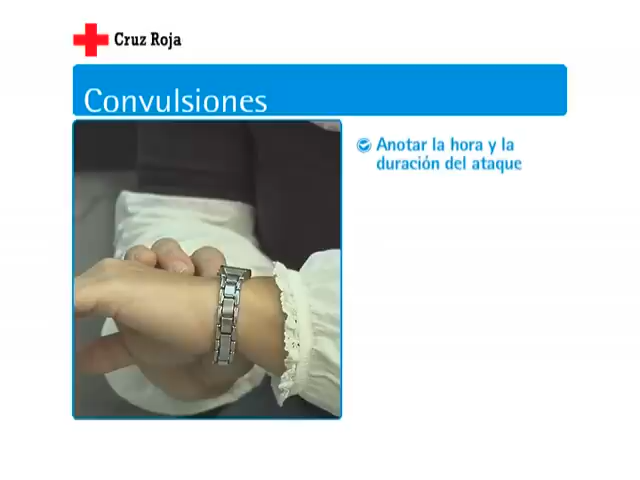 Cruz Roja
Convulsiones
Anotar la hora y la
duración del ataque